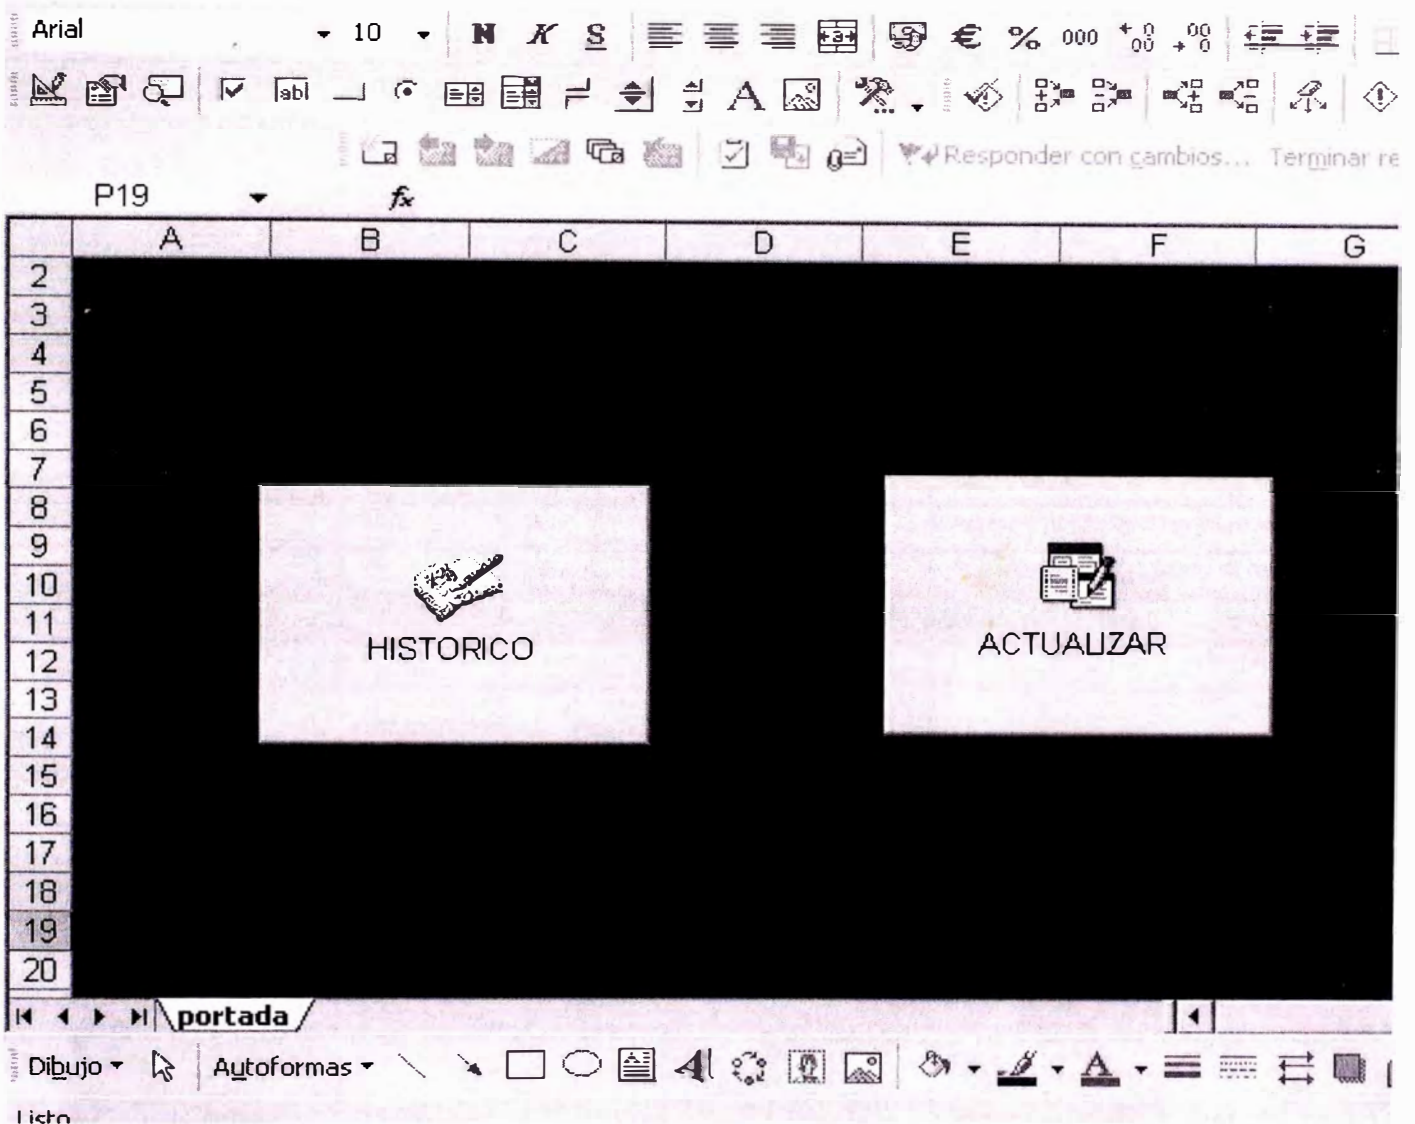 Arial 10 N K S € % 000
abl A
Responder con cambios... Terminar re
P19 fx
A B C D E F G
2
3
4
5
6
7
8
9
10
11
12
13
14
15
16
17
18
19
20
HISTORICO
ACTUALIZAR
portada
Dibujo Autoformas A A
Listo